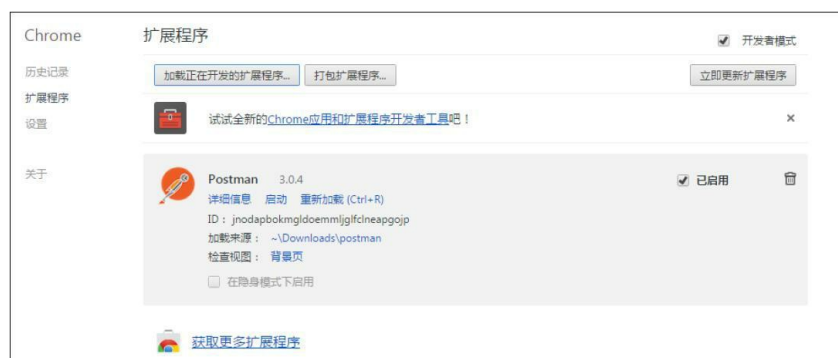 Chrome
扩展程序
开发者模式
历史记录
扩展程序
设置
关于
加载正在开发的扩展程序...
打包扩展程序...
立即更新扩展程序
试试全新的Chrome应用和扩展程序开发者工具吧！
×
Postman 3.0.4
已启用
详细信息 启动 重新加载 (Ctrl+R)
ID： jnodapbokmgldoemmljglfclneapgojp
加载来源： ~\Downloads\postman
检查视图： 背景页
在隐身模式下启用
获取更多扩展程序